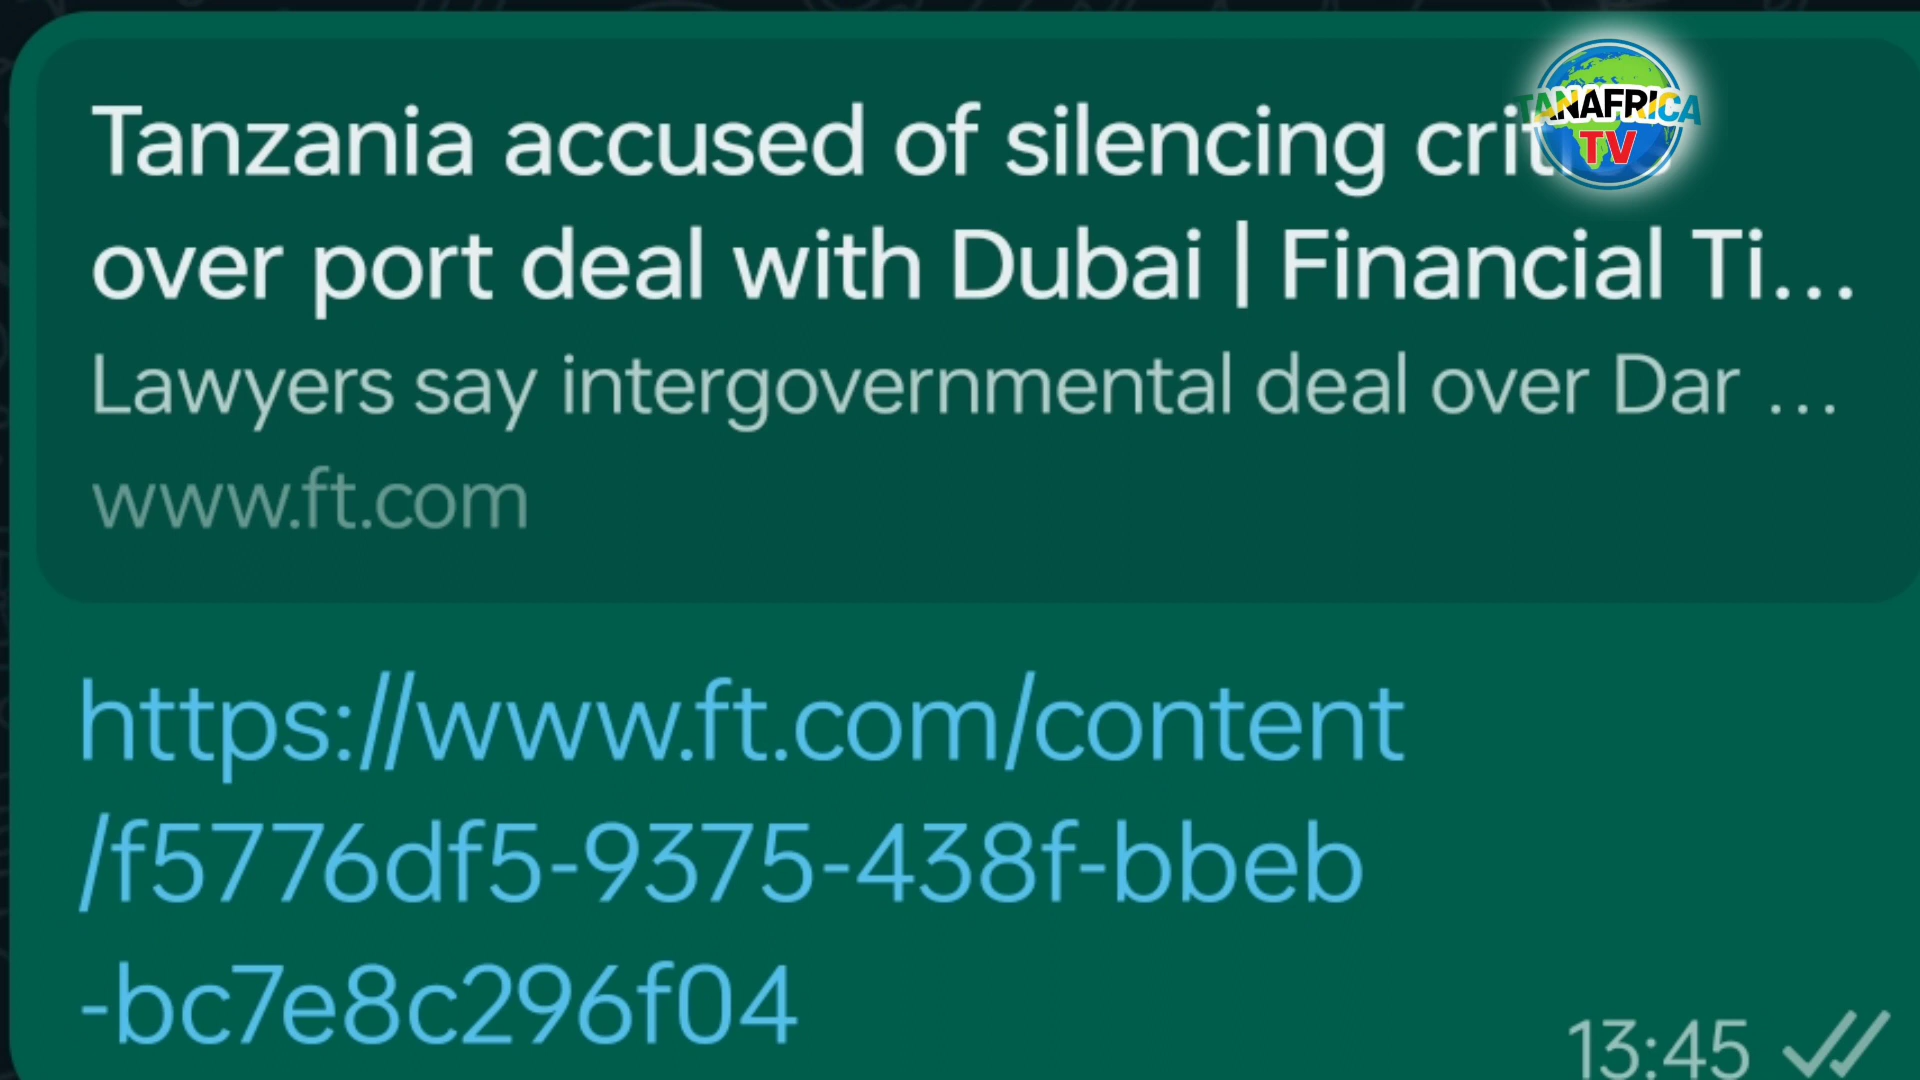 Tanzania accused of silencing
over port deal with Dubai | Financial Ti...
Lawyers say intergovernmental deal over Dar ...
www.ft.com
https://www.ft.com/content
/f5776df5-9375-438f-bbeb
-bc7e8c296f04
13:45
TANAFRICA
TV